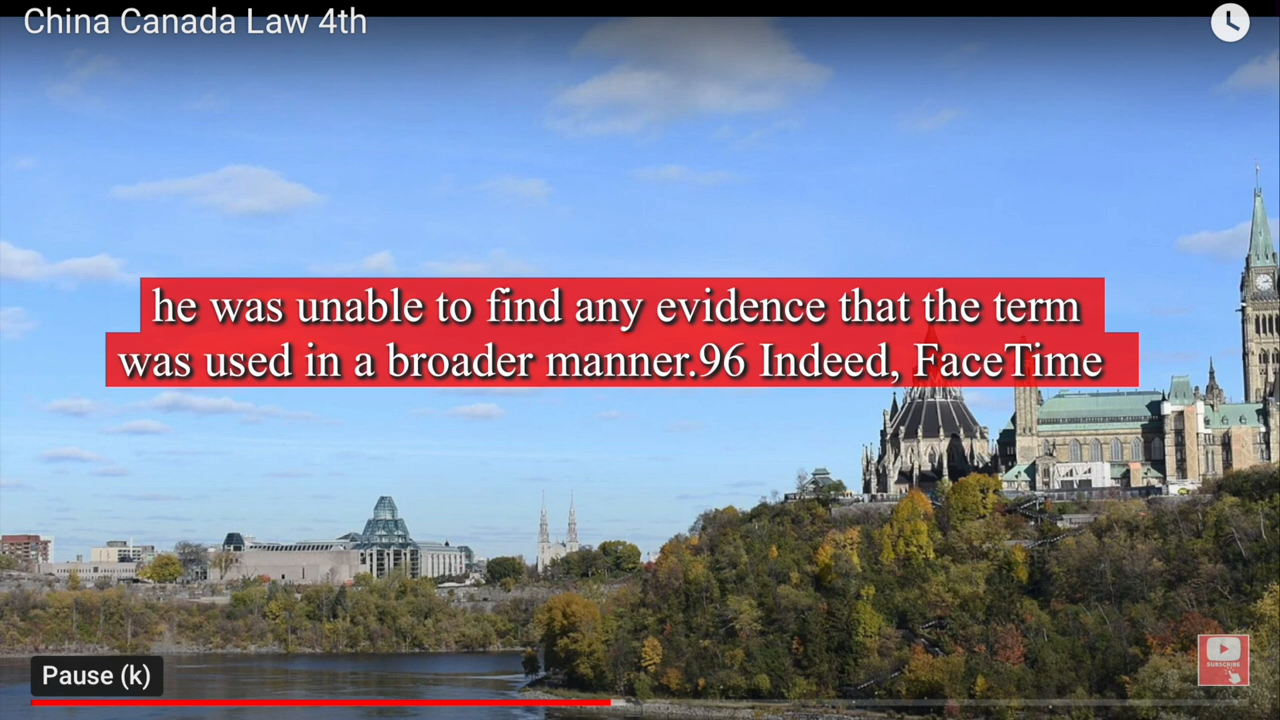 China Canada Law 4th
he was unable to find any evidence that the term
was used in a broader manner.96 Indeed, FaceTime
SUBSCRIBE
Pause (k)